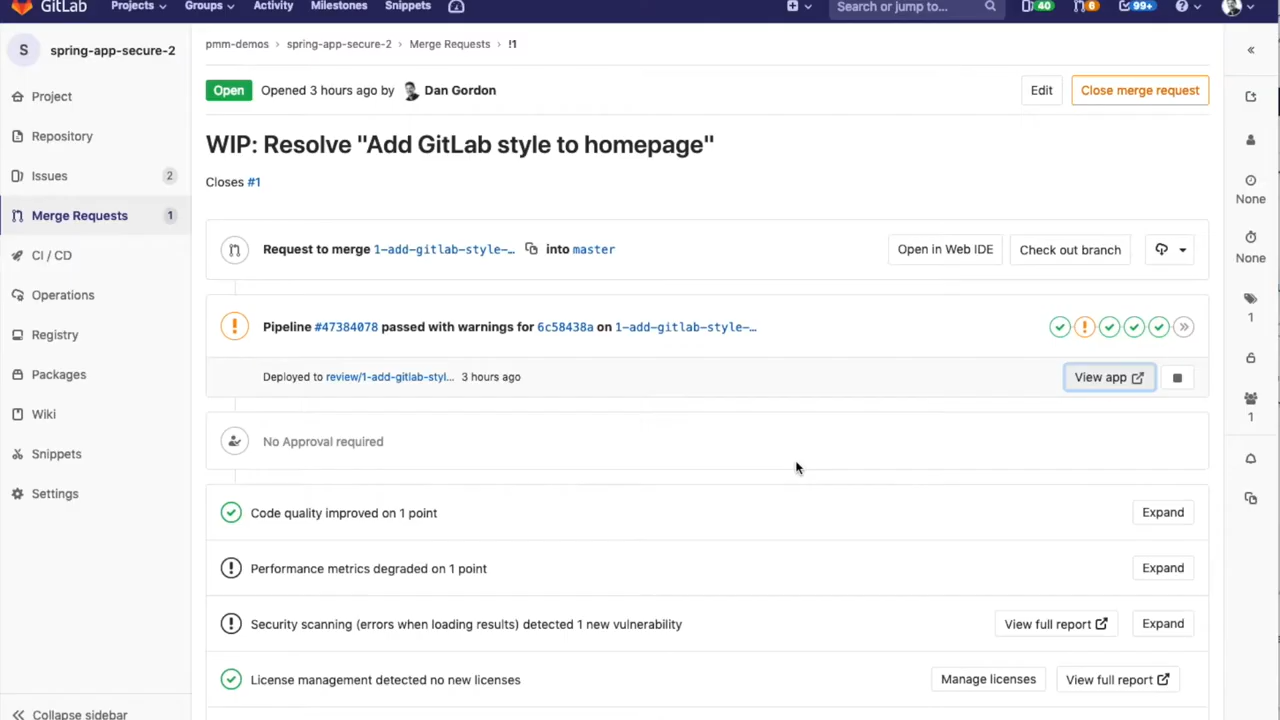 GitLab Projects Groups Activity Milestones Snippets Search or jump to... 40 6 99+
S spring-app-secure-2
Project
Repository
Issues 2
Merge Requests 1
CI / CD
Operations
Registry
Packages
Wiki
Snippets
Settings
Collapse sidebar
pmm-demos › spring-app-secure-2 › Merge Requests › !1
Open Opened 3 hours ago by Dan Gordon Edit Close merge request
WIP: Resolve "Add GitLab style to homepage"
Closes #1
Request to merge 1-add-gitlab-style-… into master Open in Web IDE Check out branch
Pipeline #47384078 passed with warnings for 6c58438a on 1-add-gitlab-style-…
Deployed to review/1-add-gitlab-styl... 3 hours ago View app
No Approval required
Code quality improved on 1 point Expand
Performance metrics degraded on 1 point Expand
Security scanning (errors when loading results) detected 1 new vulnerability View full report Expand
License management detected no new licenses Manage licenses View full report
None
None
1
1